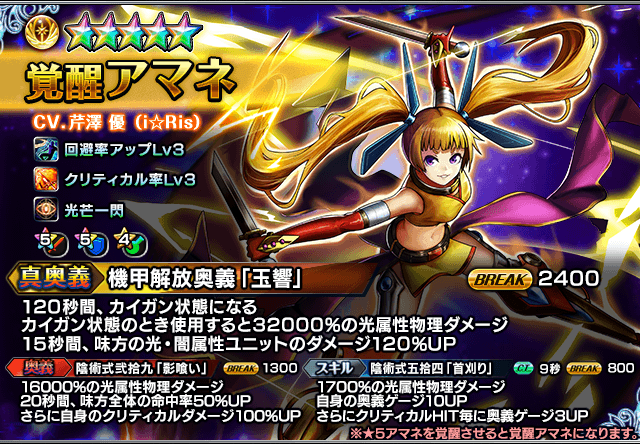 覚醒アマネ
CV.芹澤 優(i☆Ris)
回避率アップLv3
クリティカル率Lv3
光芒一閃
5 5 4
真奥義 機甲解放奥義「玉響」 BREAK 2400
120秒間、カイガン状態になる
カイガン状態のとき使用すると32000%の光属性物理ダメージ
15秒間、味方の光・闇属性ユニットのダメージ120%UP
奥義 陰術式弐拾九「影喰い」 BREAK 1300
16000%の光属性物理ダメージ
20秒間、味方全体の命中率50%UP
さらに自身のクリティカルダメージ100%UP
スキル 陰術式五拾四「首刈り」 CT. 9秒 BREAK 800
1700%の光属性物理ダメージ
自身の奥義ゲージ10UP
さらにクリティカルHIT毎に奥義ゲージ3UP
※★5アマネを覚醒させると覚醒アマネになります。